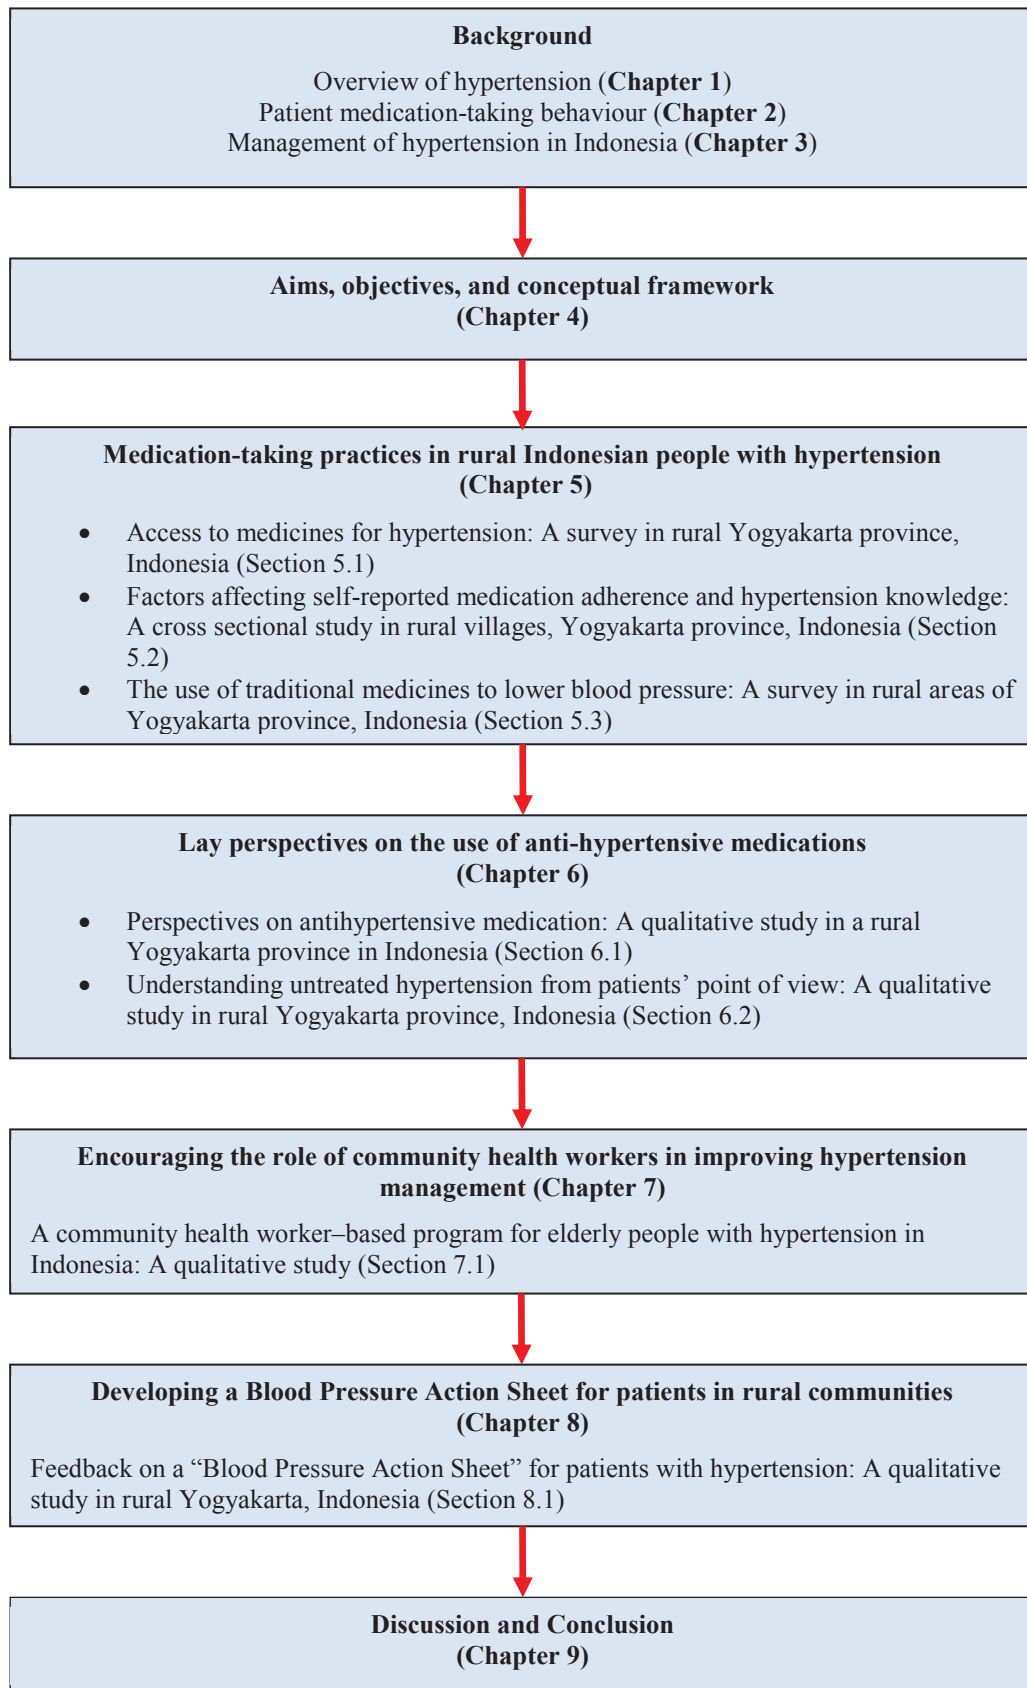 Background
Overview of hypertension (Chapter 1)
Patient medication-taking behaviour (Chapter 2)
Management of hypertension in Indonesia (Chapter 3)
Aims, objectives, and conceptual framework
(Chapter 4)
Medication-taking practices in rural Indonesian people with hypertension
(Chapter 5)
• Access to medicines for hypertension: A survey in rural Yogyakarta province,
Indonesia (Section 5.1)
• Factors affecting self-reported medication adherence and hypertension knowledge:
A cross sectional study in rural villages, Yogyakarta province, Indonesia (Section
5.2)
• The use of traditional medicines to lower blood pressure: A survey in rural areas of
Yogyakarta province, Indonesia (Section 5.3)
Lay perspectives on the use of anti-hypertensive medications
(Chapter 6)
• Perspectives on antihypertensive medication: A qualitative study in a rural
Yogyakarta province in Indonesia (Section 6.1)
• Understanding untreated hypertension from patients’ point of view: A qualitative
study in rural Yogyakarta province, Indonesia (Section 6.2)
Encouraging the role of community health workers in improving hypertension
management (Chapter 7)
A community health worker–based program for elderly people with hypertension in
Indonesia: A qualitative study (Section 7.1)
Developing a Blood Pressure Action Sheet for patients in rural communities
(Chapter 8)
Feedback on a “Blood Pressure Action Sheet” for patients with hypertension: A qualitative
study in rural Yogyakarta, Indonesia (Section 8.1)
Discussion and Conclusion
(Chapter 9)